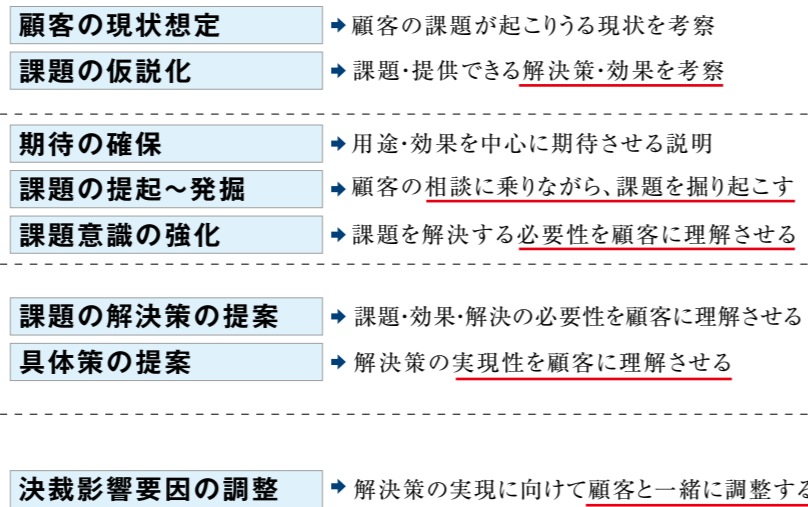 顧客の現状想定 ➜ 顧客の課題が起こりうる現状を考察
課題の仮説化 ➜ 課題・提供できる解決策・効果を考察
期待の確保 ➜ 用途・効果を中心に期待させる説明
課題の提起～発掘 ➜ 顧客の相談に乗りながら、課題を掘り起こす
課題意識の強化 ➜ 課題を解決する必要性を顧客に理解させる
課題の解決策の提案 ➜ 課題・効果・解決の必要性を顧客に理解させる
具体策の提案 ➜ 解決策の実現性を顧客に理解させる
決裁影響要因の調整 ➜ 解決策の実現に向けて顧客と一緒に調整する